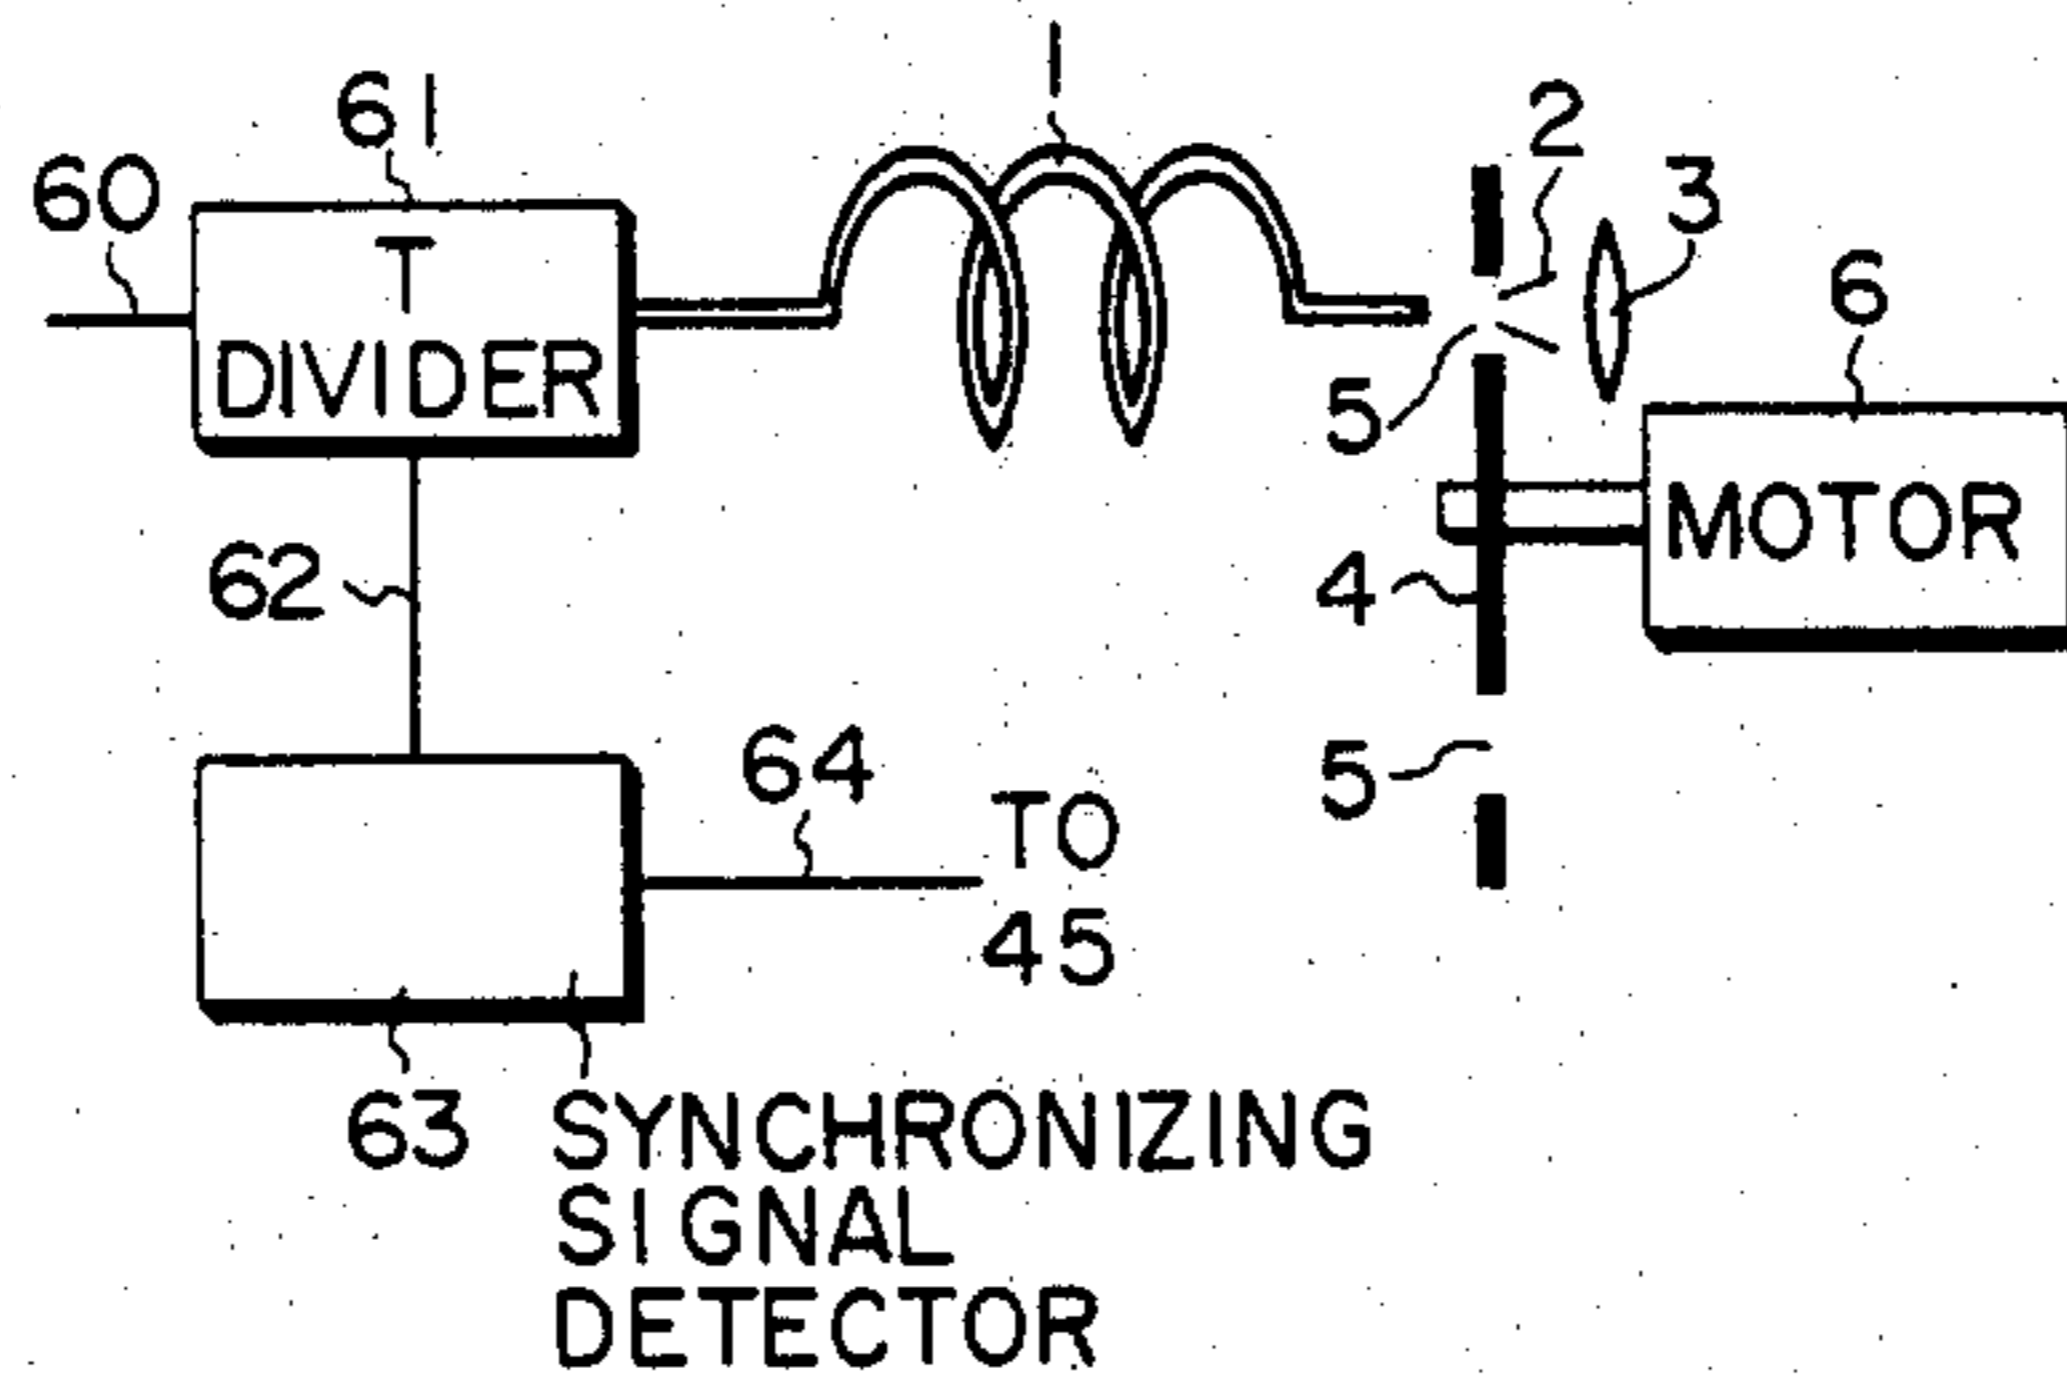 1
61
2
60
3
T
DIVIDER
6
5
MOTOR
62
4
64
5
TO
45
63
SYNCHRONIZING
SIGNAL
DETECTOR